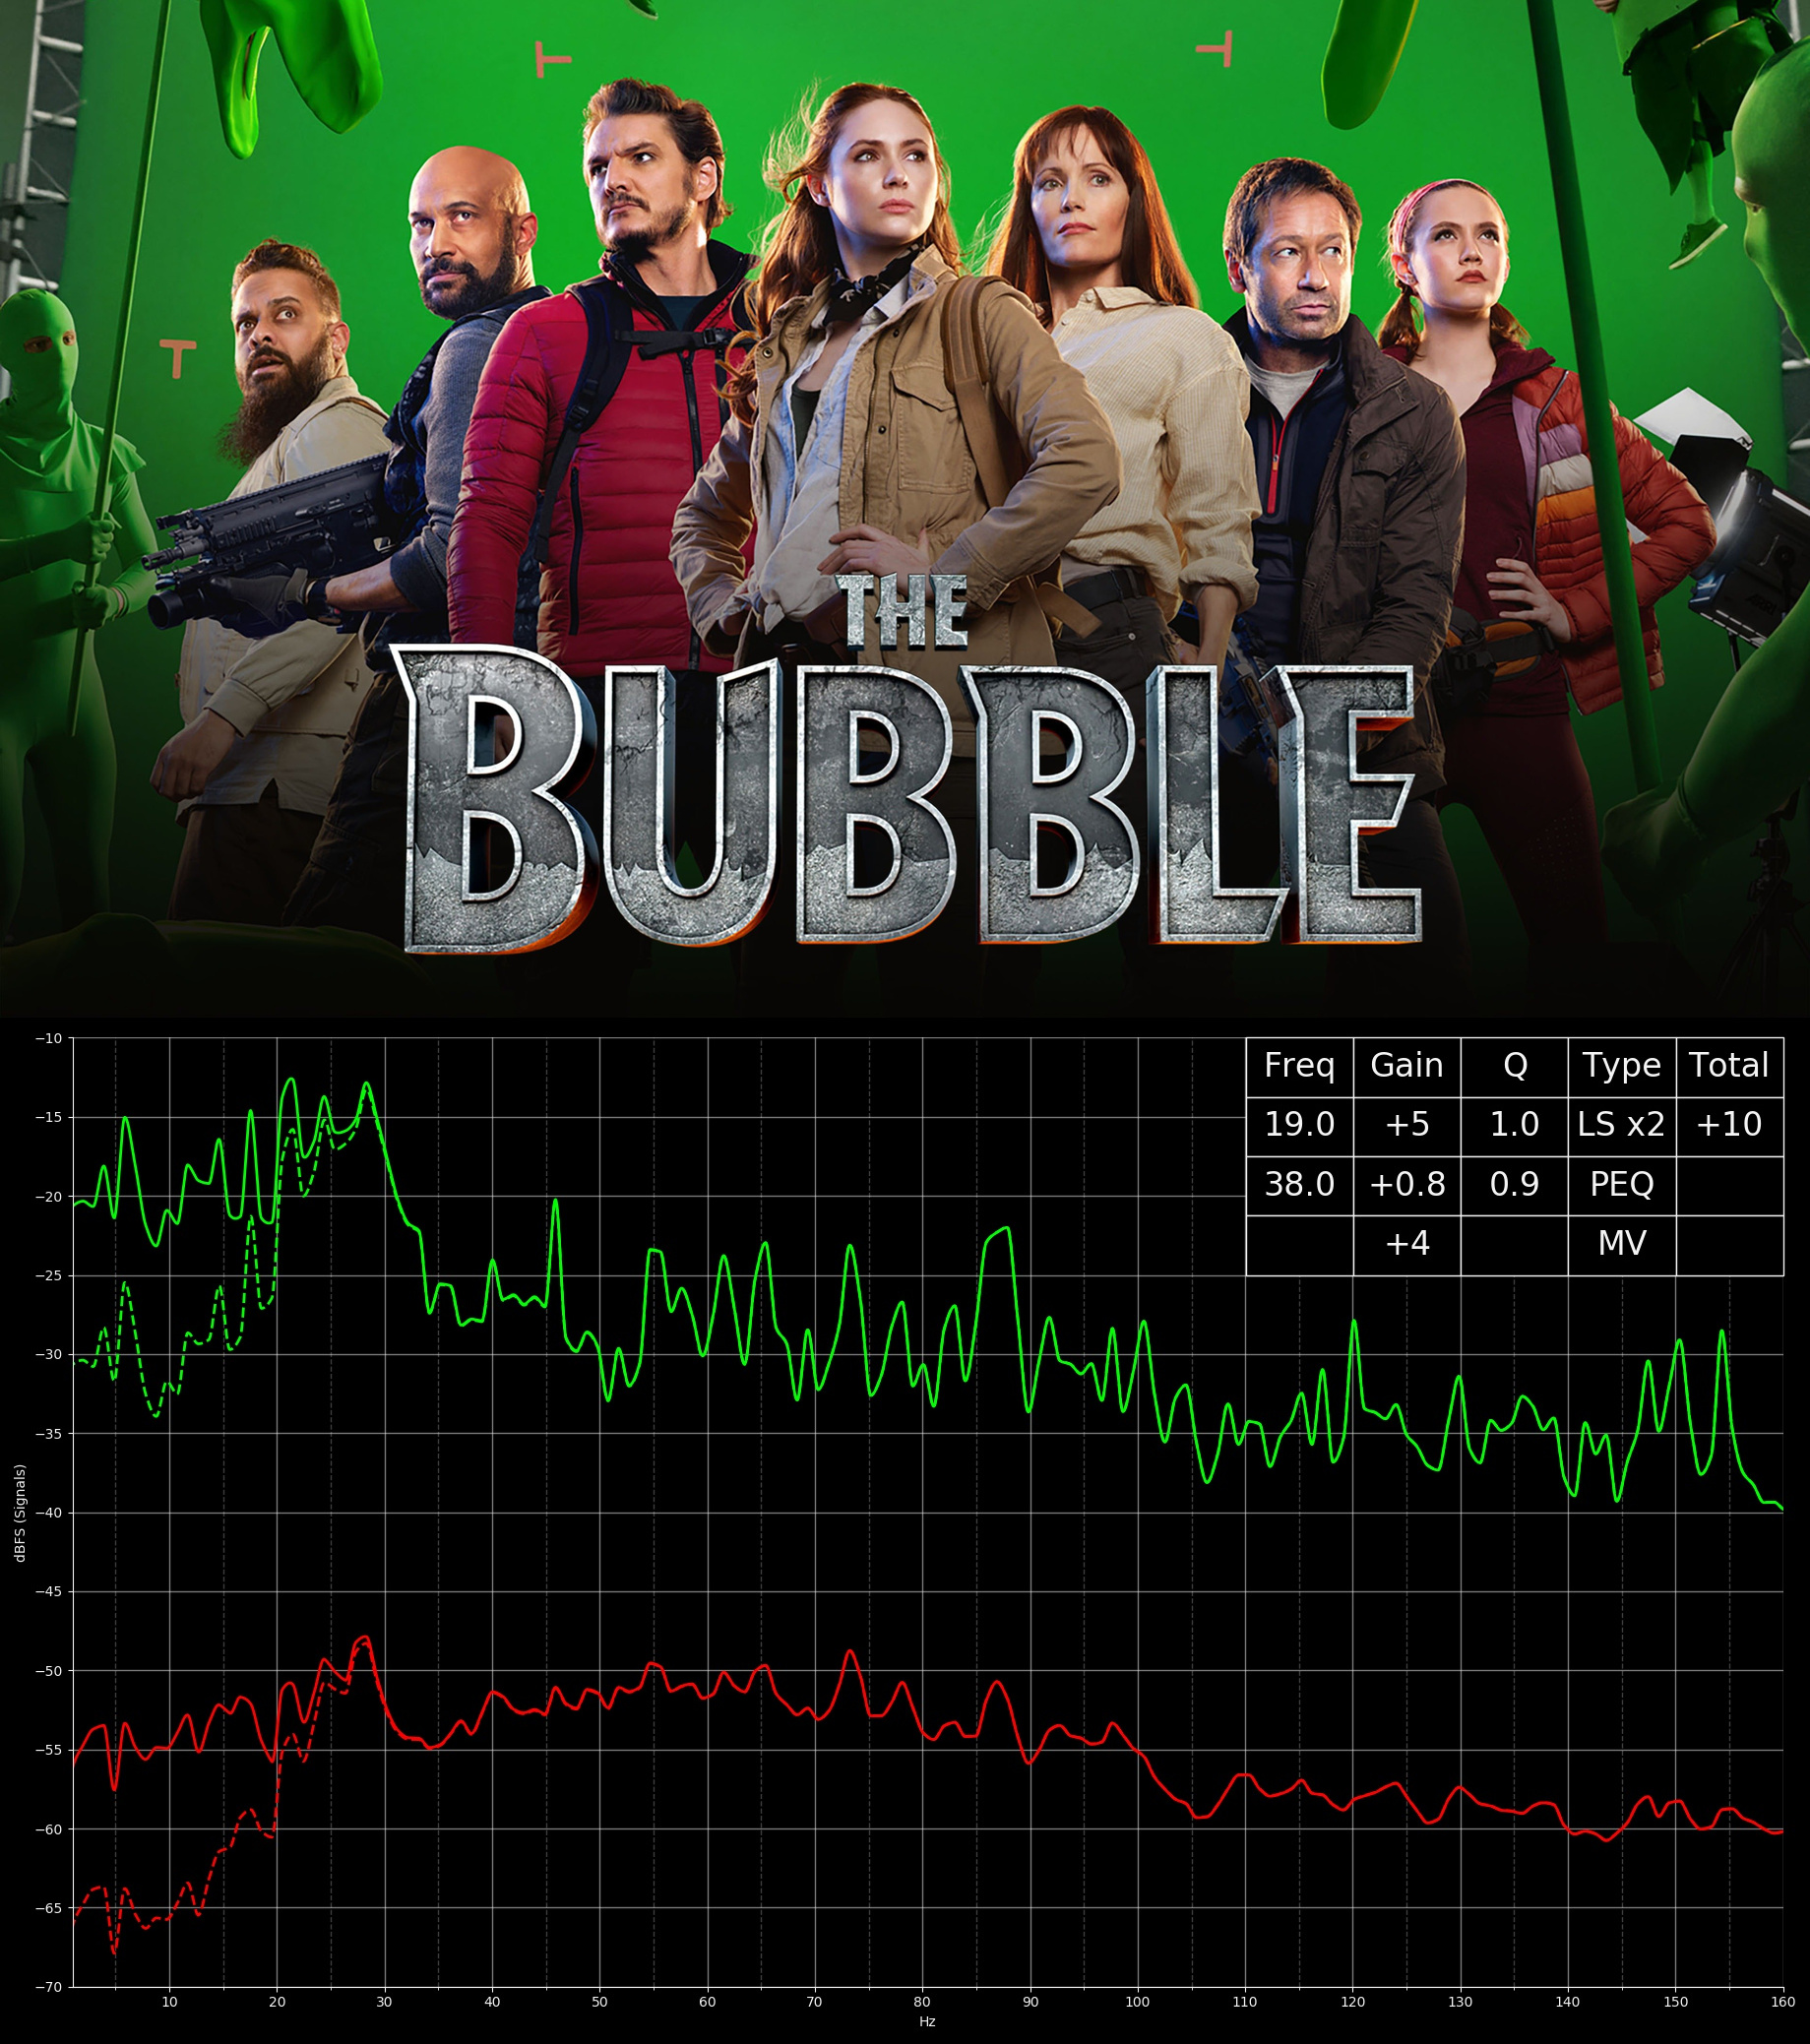 THE
BUBBLE
Freq Gain Q Type Total
19.0 +5 1.0 LS x2 +10
38.0 +0.8 0.9 PEQ
+4 MV
−10
−15
−20
−25
−30
−35
−40
−45
−50
−55
−60
−65
−70
dBFS (Signals)
10 20 30 40 50 60 70 80 90 100 110 120 130 140 150 160
Hz